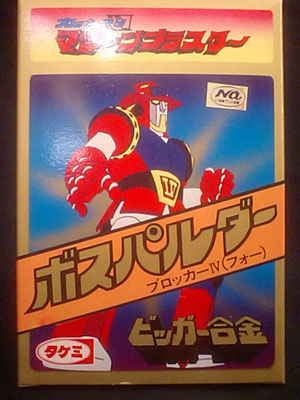 ブロッカー軍団IV
マシーンブラスター
Na
IV
ボスパルダー
ブロッカーIV(フォー)
タケミ
ビッガー合金